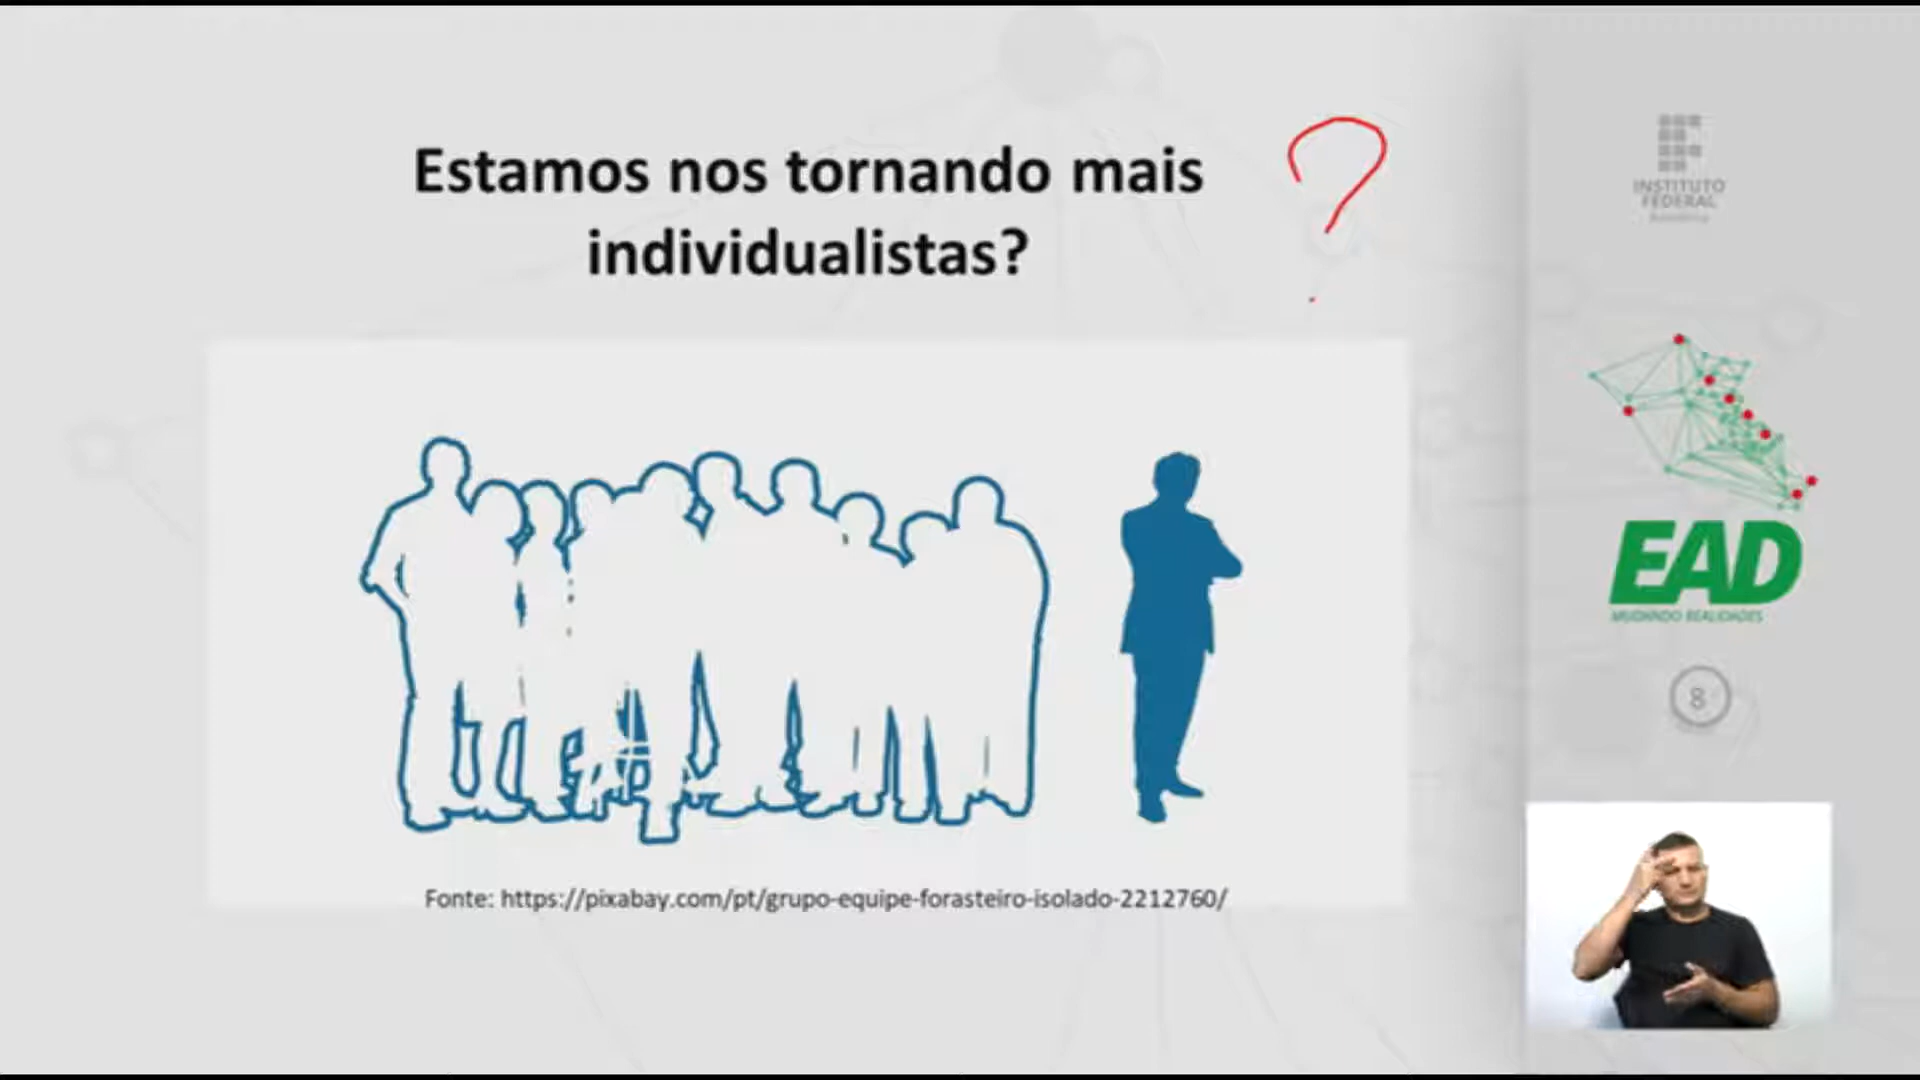 Estamos nos tornando mais
individualistas?
?
Fonte: https://pixabay.com/pt/grupo-equipe-forasteiro-isolado-2212760/
INSTITUTO
FEDERAL
EAD
MUDANDO REALIDADES
8